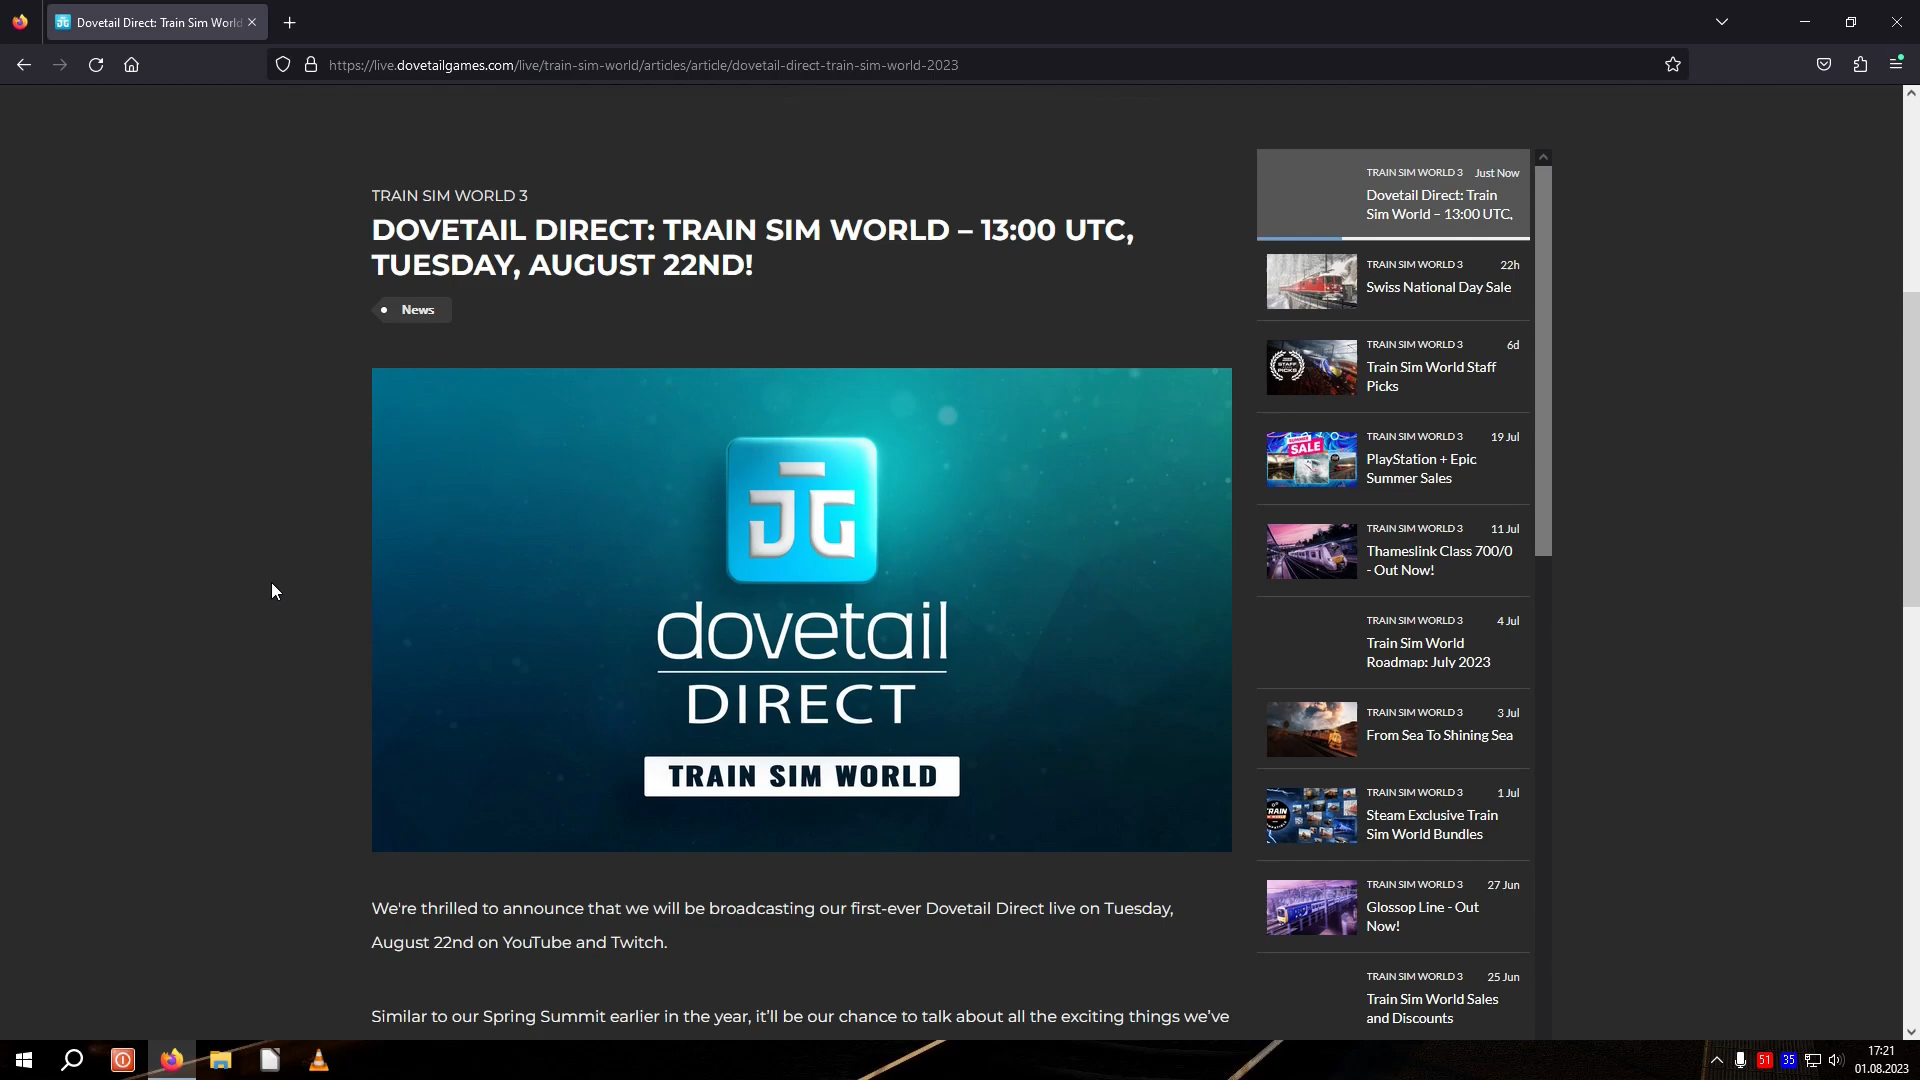 Dovetail Direct: Train Sim World
https://live.dovetailgames.com/live/train-sim-world/articles/article/dovetail-direct-train-sim-world-2023
TRAIN SIM WORLD 3
DOVETAIL DIRECT: TRAIN SIM WORLD – 13:00 UTC,
TUESDAY, AUGUST 22ND!
News
dovetail
DIRECT
TRAIN SIM WORLD
We're thrilled to announce that we will be broadcasting our first-ever Dovetail Direct live on Tuesday,
August 22nd on YouTube and Twitch.
Similar to our Spring Summit earlier in the year, it'll be our chance to talk about all the exciting things we've
TRAIN SIM WORLD 3 Just Now
Dovetail Direct: Train
Sim World – 13:00 UTC,
TRAIN SIM WORLD 3 22h
Swiss National Day Sale
TRAIN SIM WORLD 3 6d
STAFF
PICKS
Train Sim World Staff
Picks
TRAIN SIM WORLD 3 19 Jul
SUMMER
SALE
PlayStation + Epic
Summer Sales
TRAIN SIM WORLD 3 11 Jul
Thameslink Class 700/0
- Out Now!
TRAIN SIM WORLD 3 4 Jul
Train Sim World
Roadmap: July 2023
TRAIN SIM WORLD 3 3 Jul
From Sea To Shining Sea
TRAIN SIM WORLD 3 1 Jul
Steam Exclusive Train
Sim World Bundles
TRAIN SIM WORLD 3 27 Jun
Glossop Line - Out
Now!
TRAIN SIM WORLD 3 25 Jun
Train Sim World Sales
and Discounts
51 35
17:21
01.08.2023